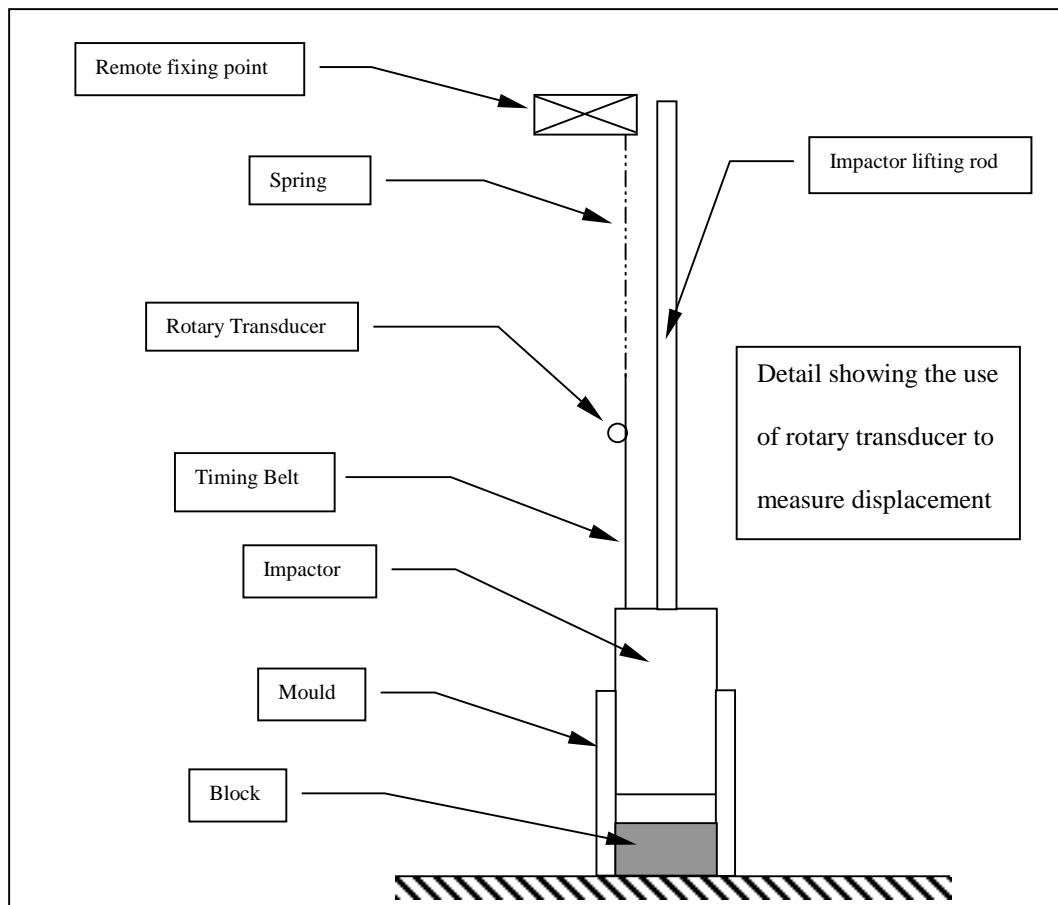 Remote fixing point
Spring
Impactor lifting rod
Rotary Transducer
Detail showing the use
of rotary transducer to
measure displacement
Timing Belt
Impactor
Mould
Block